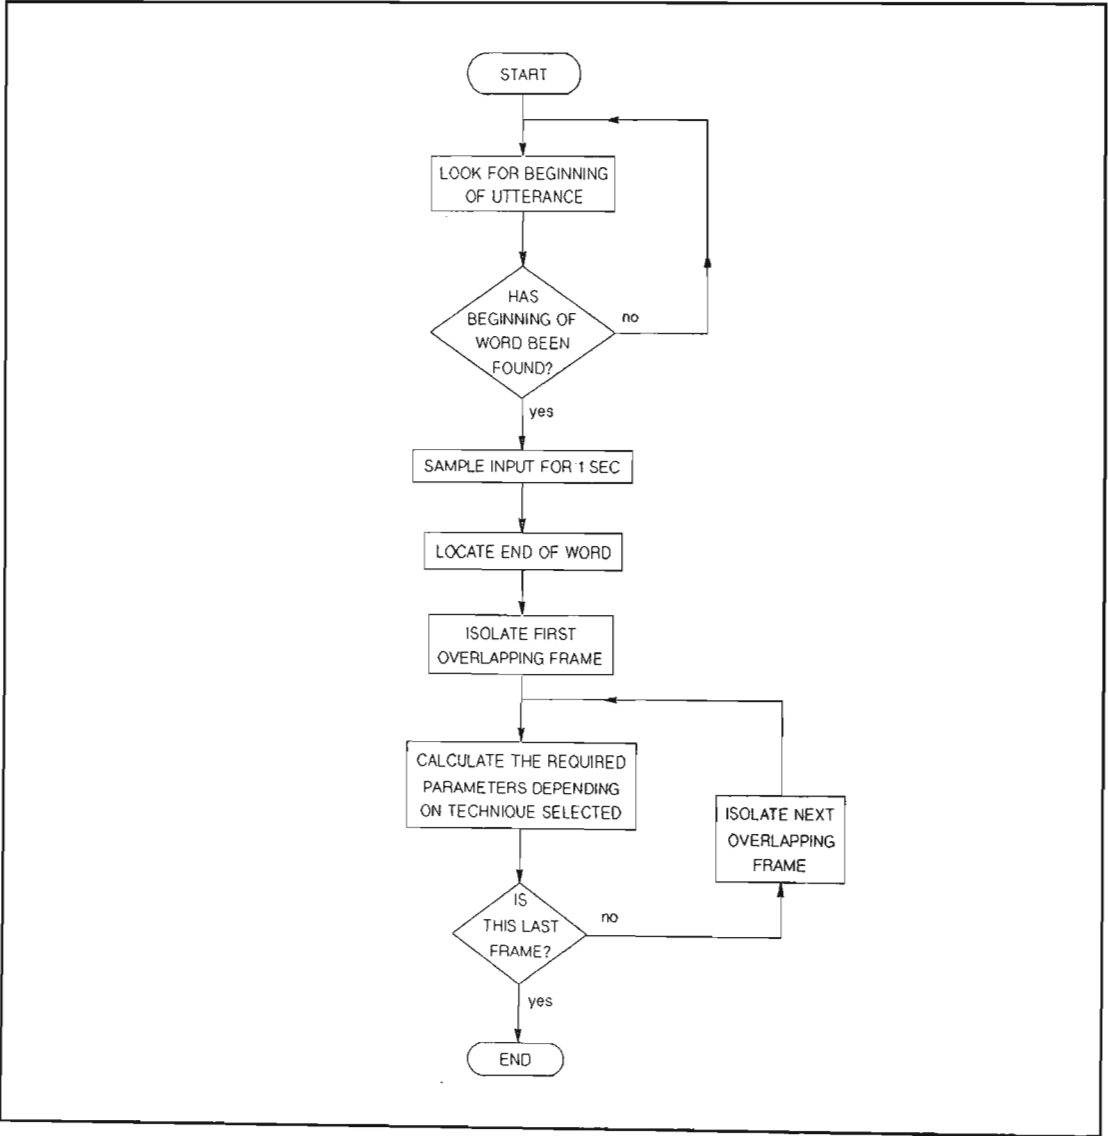 START
LOOK FOR BEGINNING
OF UTTERANCE
HAS
BEGINNING OF
WORD BEEN
FOUND?
no
yes
SAMPLE INPUT FOR 1 SEC
LOCATE END OF WORD
ISOLATE FIRST
OVERLAPPING FRAME
CALCULATE THE REQUIRED
PARAMETERS DEPENDING
ON TECHNIQUE SELECTED
ISOLATE NEXT
OVERLAPPING
FRAME
IS
THIS LAST
FRAME?
no
yes
END